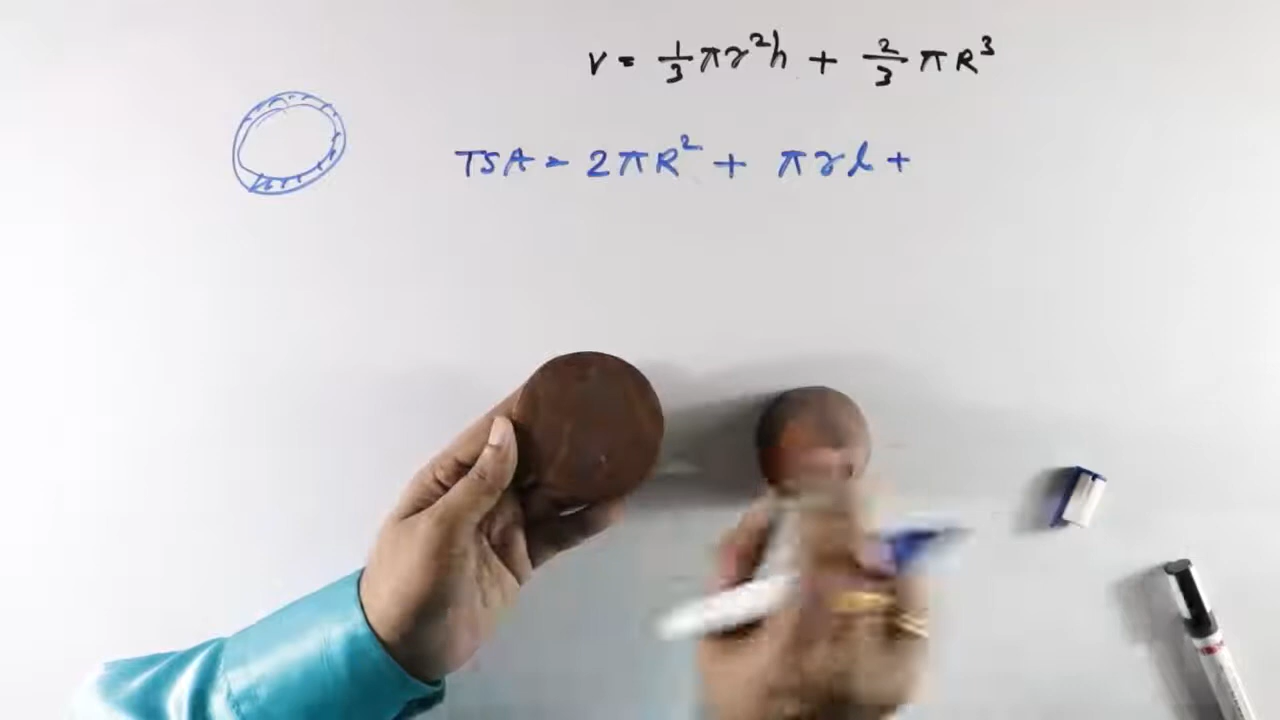 V = 1/3 πr²h + 2/3 πR³
TSA = 2πR² + πrl +